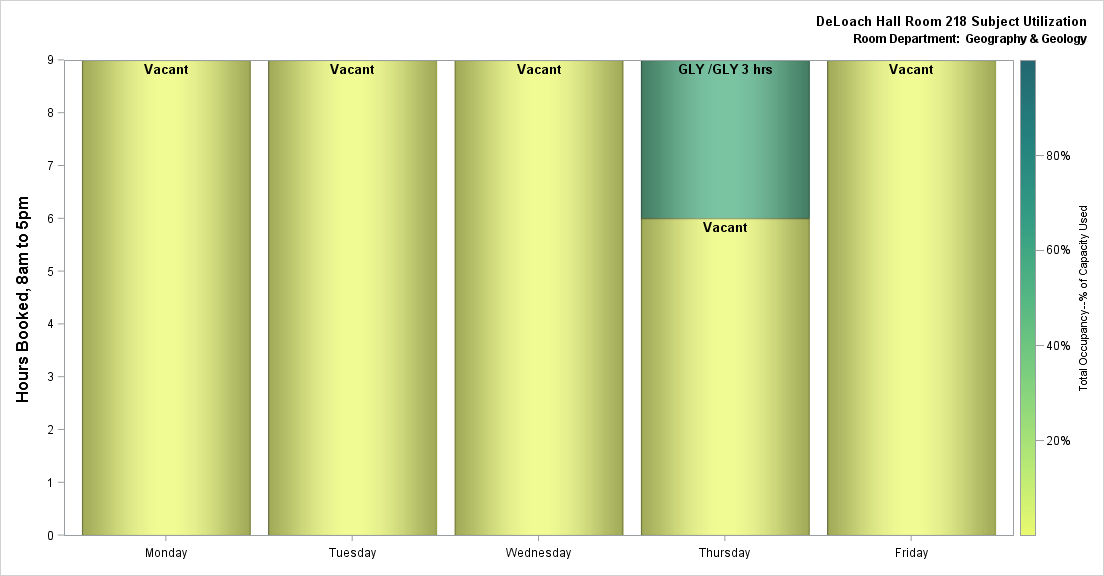 DeLoach Hall Room 218 Subject Utilization
Room Department: Geography & Geology
Hours Booked, 8am to 5pm
9
8
7
6
5
4
3
2
1
0
Vacant
Vacant
Vacant
GLY /GLY 3 hrs
Vacant
Vacant
Monday
Tuesday
Wednesday
Thursday
Friday
80%
60%
40%
20%
Total Occupancy--% of Capacity Used